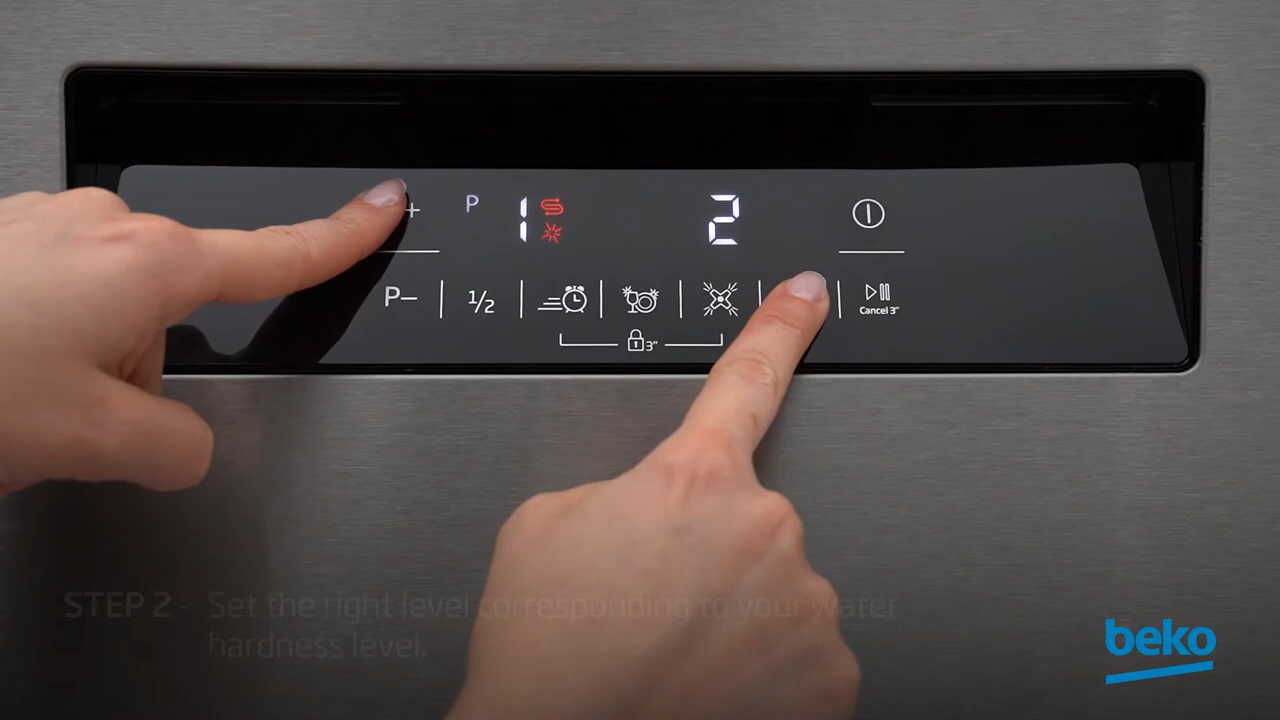 +
P 1 2
P– ½
Cancel 3"
3"
STEP 2 - Set the right level corresponding to your water
hardness level.
beko